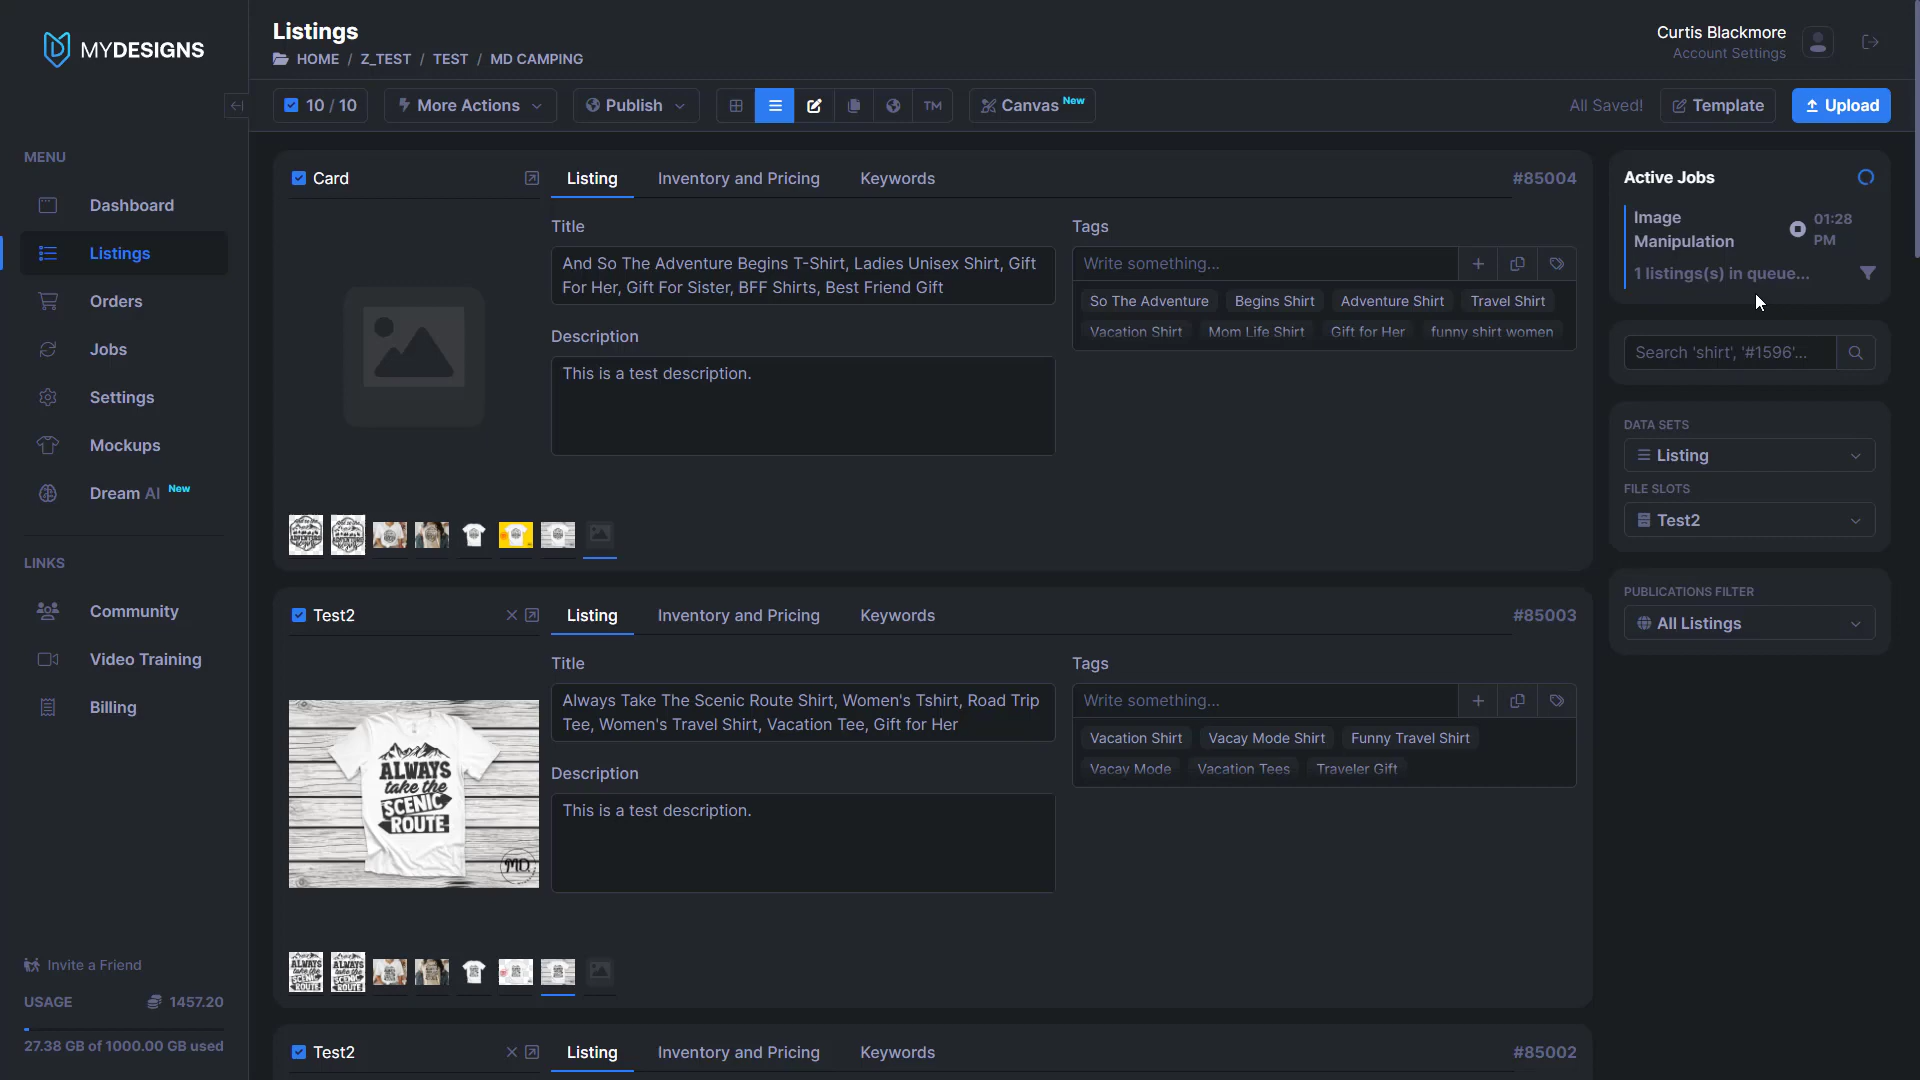 MYDESIGNS
MENU
Dashboard
Listings
Orders
Jobs
Settings
Mockups
Dream AI New
LINKS
Community
Video Training
Billing
Invite a Friend
USAGE 1457.20
27.38 GB of 1000.00 GB used
Listings
HOME / Z_TEST / TEST / MD CAMPING
Curtis Blackmore
Account Settings
10 / 10 More Actions Publish TM Canvas New All Saved! Template Upload
Card Listing Inventory and Pricing Keywords #85004
Title
And So The Adventure Begins T-Shirt, Ladies Unisex Shirt, Gift
For Her, Gift For Sister, BFF Shirts, Best Friend Gift
Description
This is a test description.
Tags
Write something...
So The Adventure Begins Shirt Adventure Shirt Travel Shirt
Vacation Shirt Mom Life Shirt Gift for Her funny shirt women
Test2 Listing Inventory and Pricing Keywords #85003
ALWAYS
take the
SCENIC
ROUTE
MD
Title
Always Take The Scenic Route Shirt, Women's Tshirt, Road Trip
Tee, Women's Travel Shirt, Vacation Tee, Gift for Her
Description
This is a test description.
Tags
Write something...
Vacation Shirt Vacay Mode Shirt Funny Travel Shirt
Vacay Mode Vacation Tees Traveler Gift
Test2 Listing Inventory and Pricing Keywords #85002
Active Jobs
Image
Manipulation
01:28
PM
1 listings(s) in queue...
Search 'shirt', '#1596'...
DATA SETS
Listing
FILE SLOTS
Test2
PUBLICATIONS FILTER
All Listings